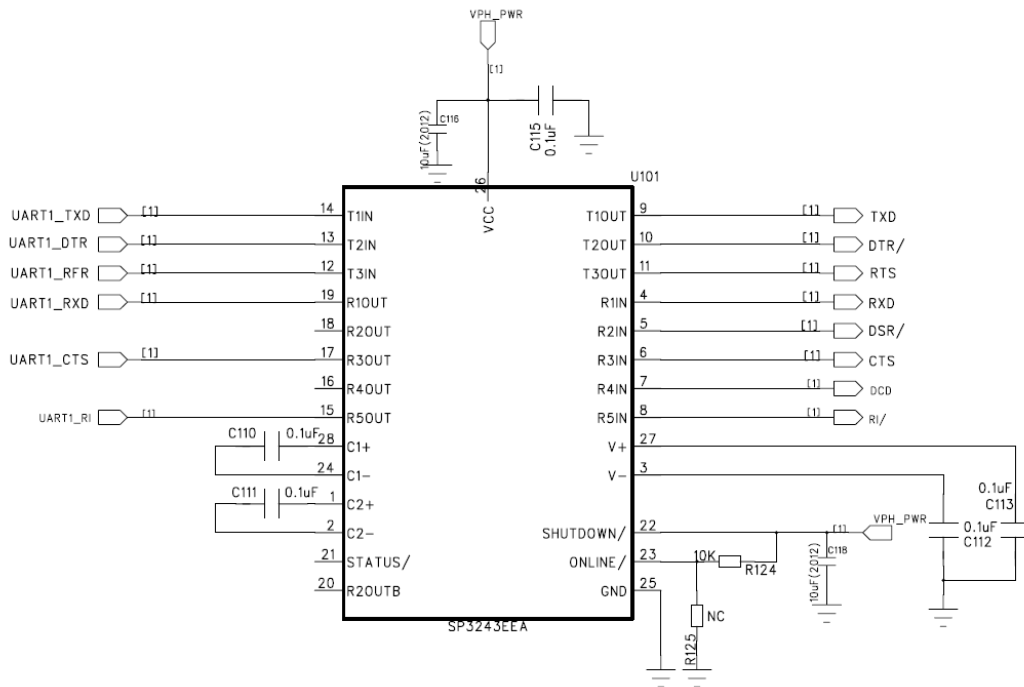 VPH_PWR
[1]
10uF(2012)
C116
C115
0.1uF
U101
26
VCC
UART1_TXD [1] 14 T1IN T1OUT 9 [1] TXD
UART1_DTR [1] 13 T2IN T2OUT 10 [1] DTR/
UART1_RFR [1] 12 T3IN T3OUT 11 [1] RTS
UART1_RXD [1] 19 R1OUT R1IN 4 [1] RXD
18 R2OUT R2IN 5 [1] DSR/
UART1_CTS [1] 17 R3OUT R3IN 6 [1] CTS
16 R4OUT R4IN 7 [1] DCD
UART1_RI [1] 15 R5OUT R5IN 8 [1] RI/
C110 0.1uF 28 C1+ V+ 27
24 C1- V- 3
C111 0.1uF 1 C2+
0.1uF
C113
2 C2- SHUTDOWN/ 22 [1] VPH_PWR
0.1uF
C112
21 STATUS/ ONLINE/ 23 10K R124
10uF(2012)
C118
20 R2OUTB GND 25
NC
R125
SP3243EEA